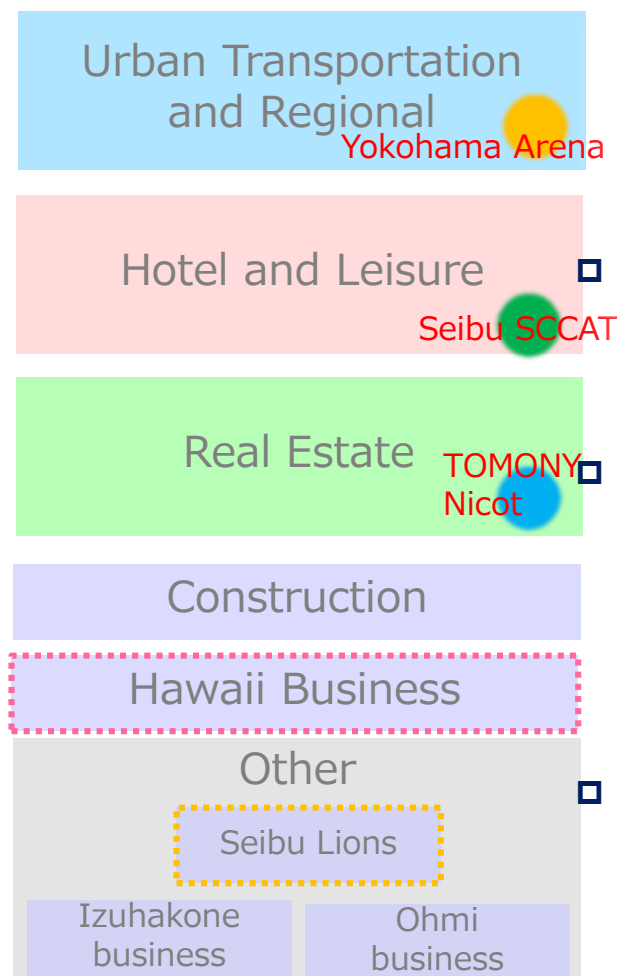 Urban Transportation
and Regional
Yokohama Arena
Hotel and Leisure
Seibu SCCAT
Real Estate
TOMONY
Nicot
Construction
Hawaii Business
Other
Seibu Lions
Izuhakone
business
Ohmi
business